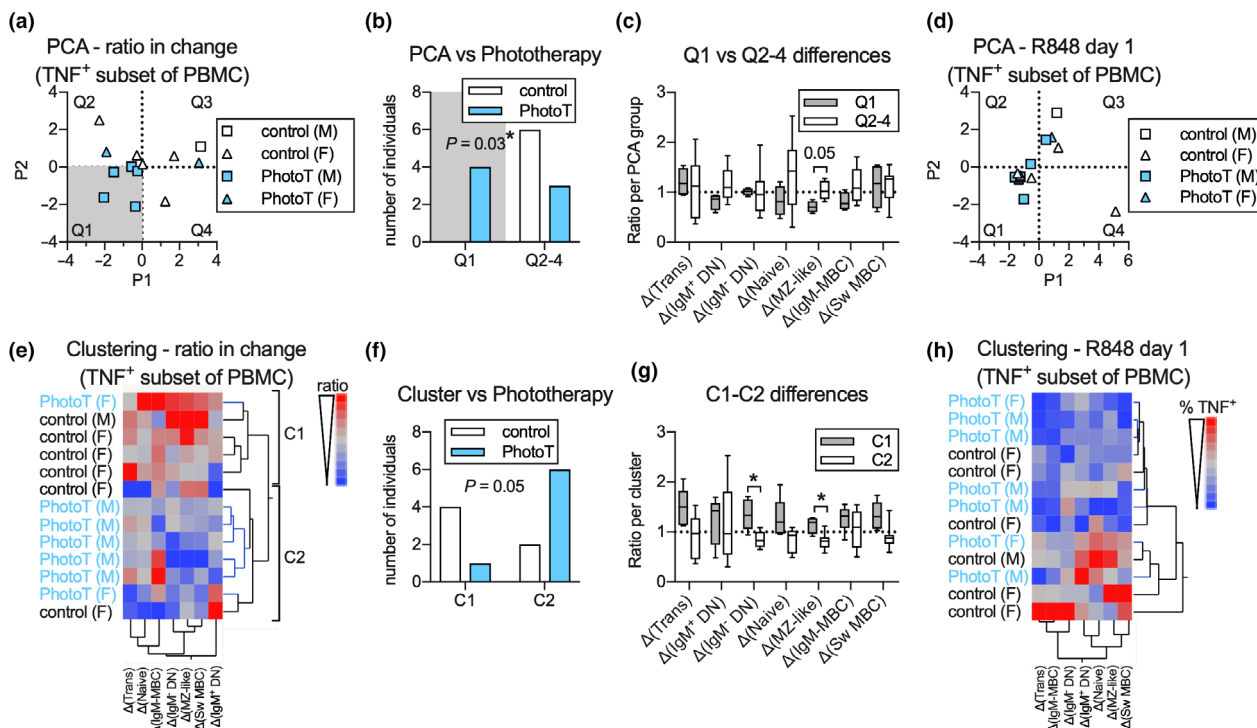 (a)
PCA - ratio in change
(TNF⁺ subset of PBMC)
Q2
Q3
Q1
Q4
P2
4
2
0
−2
−4
−4
−2
0
2
4
P1
control (M)
control (F)
PhotoT (M)
PhotoT (F)
(b)
PCA vs Phototherapy
control
PhotoT
P = 0.03
*
number of individuals
8
6
4
2
0
Q1
Q2-4
(c)
Q1 vs Q2-4 differences
Q1
Q2-4
0.05
Ratio per PCA group
3
2
1
0
Δ(Trans)
Δ(IgM⁺ DN)
Δ(IgM⁻ DN)
Δ(Naive)
Δ(MZ-like)
Δ(IgM-MBC)
Δ(Sw MBC)
(d)
PCA - R848 day 1
(TNF⁺ subset of PBMC)
Q2
Q3
Q1
Q4
P2
4
2
0
−2
−4
−4
−2
0
2
4
6
P1
control (M)
control (F)
PhotoT (M)
PhotoT (F)
(e)
Clustering - ratio in change
(TNF⁺ subset of PBMC)
ratio
PhotoT (F)
control (M)
control (F)
control (F)
control (F)
control (F)
PhotoT (M)
PhotoT (M)
PhotoT (M)
PhotoT (M)
PhotoT (M)
PhotoT (F)
control (F)
C1
C2
Δ(Trans)
Δ(Naive)
Δ(IgM-MBC)
Δ(IgM⁻ DN)
Δ(MZ-like)
Δ(Sw MBC)
Δ(IgM⁺ DN)
(f)
Cluster vs Phototherapy
control
PhotoT
P = 0.05
number of individuals
8
6
4
2
0
C1
C2
(g)
C1-C2 differences
C1
C2
*
*
Ratio per cluster
3
2
1
0
Δ(Trans)
Δ(IgM⁺ DN)
Δ(IgM⁻ DN)
Δ(Naive)
Δ(MZ-like)
Δ(IgM-MBC)
Δ(Sw MBC)
(h)
Clustering - R848 day 1
(TNF⁺ subset of PBMC)
% TNF⁺
PhotoT (F)
PhotoT (M)
PhotoT (M)
control (F)
control (F)
PhotoT (M)
PhotoT (M)
control (F)
PhotoT (F)
control (M)
PhotoT (M)
control (F)
control (F)
Δ(Trans)
Δ(IgM-MBC)
Δ(IgM⁻ DN)
Δ(IgM⁺ DN)
Δ(Naive)
Δ(MZ-like)
Δ(Sw MBC)